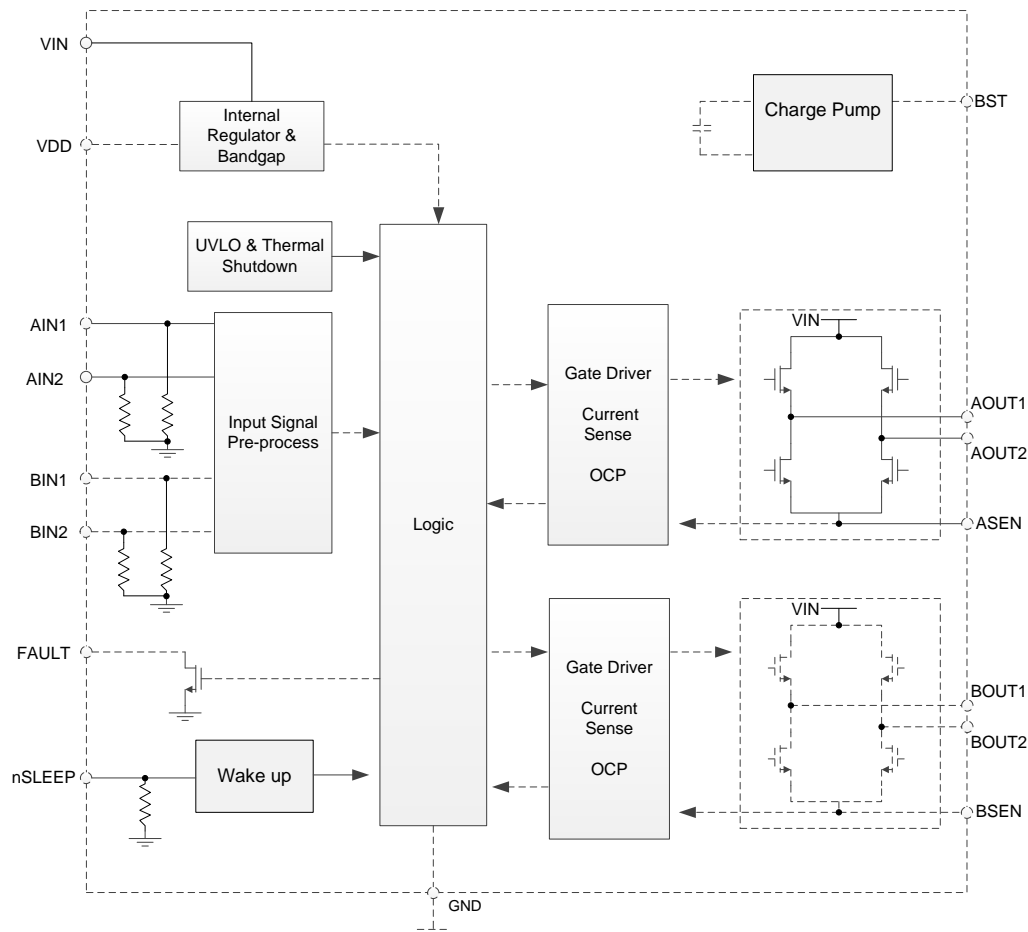 VIN
Internal
Regulator &
Bandgap
VDD
Charge Pump
BST
UVLO & Thermal
Shutdown
AIN1
AIN2
Input Signal
Pre-process
BIN1
BIN2
Logic
Gate Driver
Current
Sense
OCP
VIN
AOUT1
AOUT2
ASEN
FAULT
nSLEEP
Wake up
Gate Driver
Current
Sense
OCP
VIN
BOUT1
BOUT2
BSEN
GND